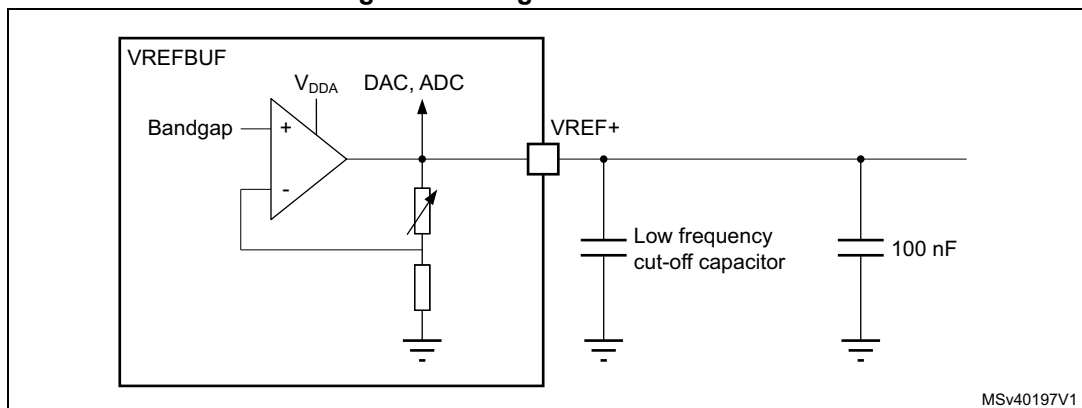 VREFBUF
VDDA
DAC, ADC
Bandgap
+
-
VREF+
Low frequency
cut-off capacitor
100 nF
MSv40197V1